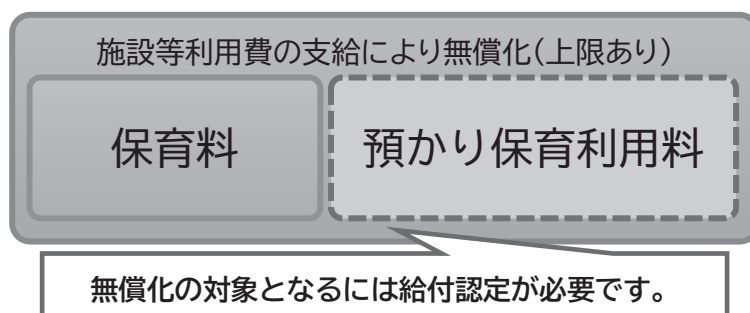 施設等利用費の支給により無償化(上限あり)
保育料
預かり保育利用料
無償化の対象となるには給付認定が必要です。